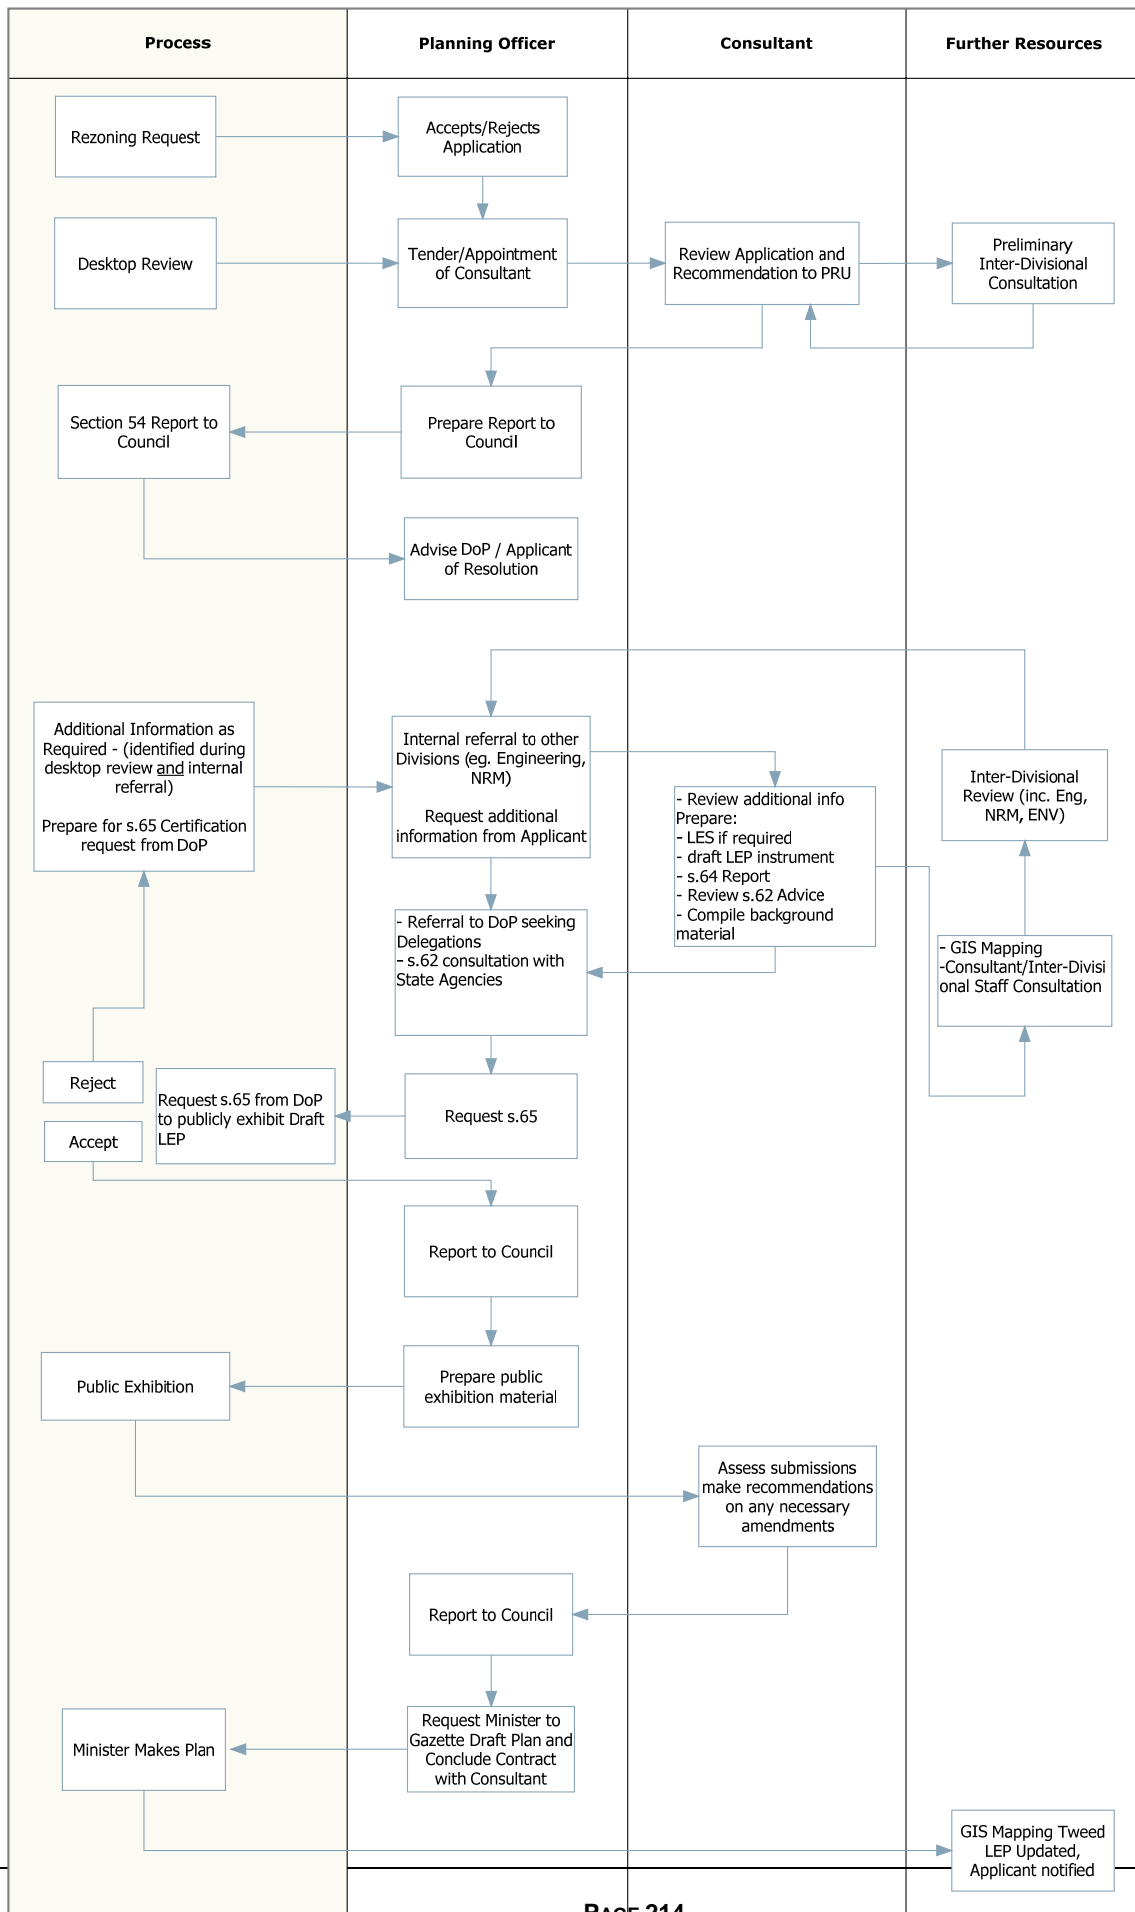 Process
Planning Officer
Consultant
Further Resources
Rezoning Request
Accepts/Rejects
Application
Desktop Review
Tender/Appointment
of Consultant
Review Application and
Recommendation to PRU
Preliminary
Inter-Divisional
Consultation
Section 54 Report to
Council
Prepare Report to
Council
Advise DoP / Applicant
of Resolution
Additional Information as
Required - (identified during
desktop review and internal
referral)
Prepare for s.65 Certification
request from DoP
Internal referral to other
Divisions (eg. Engineering,
NRM)
Request additional
information from Applicant
- Review additional info
Prepare:
- LES if required
- draft LEP instrument
- s.64 Report
- Review s.62 Advice
- Compile background
material
Inter-Divisional
Review (inc. Eng,
NRM, ENV)
- Referral to DoP seeking
Delegations
- s.62 consultation with
State Agencies
- GIS Mapping
-Consultant/Inter-Divisi
onal Staff Consultation
Reject
Accept
Request s.65 from DoP
to publicly exhibit Draft
LEP
Request s.65
Report to Council
Public Exhibition
Prepare public
exhibition material
Assess submissions
make recommendations
on any necessary
amendments
Report to Council
Minister Makes Plan
Request Minister to
Gazette Draft Plan and
Conclude Contract
with Consultant
GIS Mapping Tweed
LEP Updated,
Applicant notified
PAGE 214